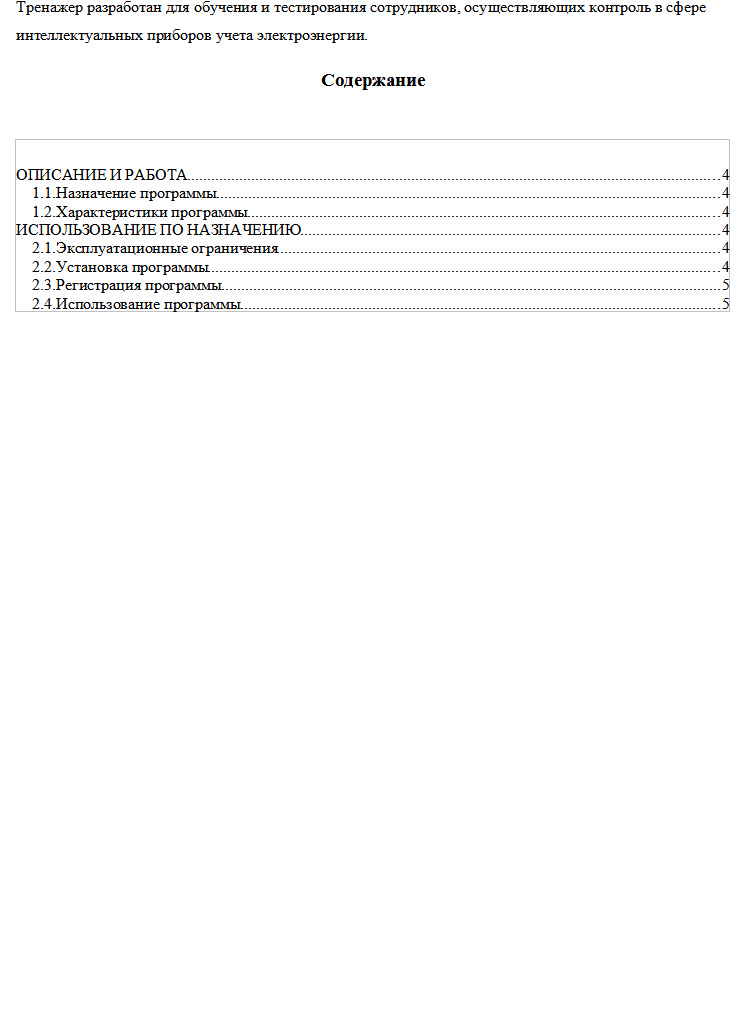 Тренажер разработан для обучения и тестирования сотрудников, осуществляющих контроль в сфере
интеллектуальных приборов учета электроэнергии.
Содержание
ОПИСАНИЕ И РАБОТА....................4
1.1.Назначение программы....................4
1.2.Характеристики программы....................4
ИСПОЛЬЗОВАНИЕ ПО НАЗНАЧЕНИЮ....................4
2.1.Эксплуатационные ограничения....................4
2.2.Установка программы....................4
2.3.Регистрация программы....................5
2.4.Использование программы....................5